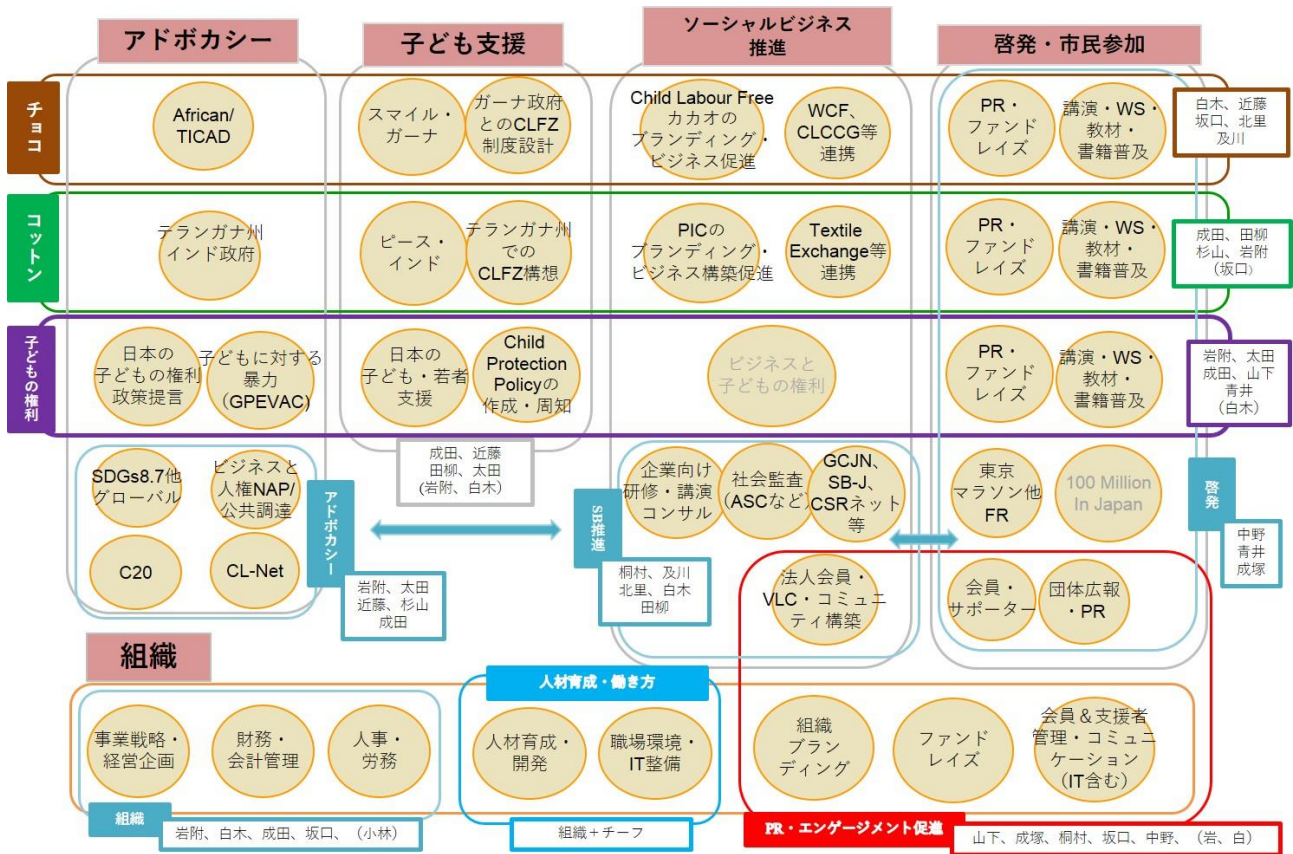 アドボカシー
子ども支援
ソーシャルビジネス
推進
啓発・市民参加
チョコ
African/
TICAD
スマイル・
ガーナ
ガーナ政府
とのCLFZ
制度設計
Child Labour Free
カカオの
ブランディング・
ビジネス促進
WCF、
CLCCG等
連携
PR・
ファンド
レイズ
講演・WS・
教材・
書籍普及
白木、近藤
坂口、北里
及川
コットン
テランガナ州
インド政府
ピース・
インド
テランガナ州
での
CLFZ構想
PICの
ブランディング・
ビジネス構築促進
Textile
Exchange等
連携
PR・
ファンド
レイズ
講演・WS・
教材・
書籍普及
成田、田柳
杉山、岩附
(坂口)
子どもの権利
日本の
子どもの権利
政策提言
子どもに対する
暴力
(GPEVAC)
日本の
子ども・若者
支援
Child
Protection
Policyの
作成・周知
ビジネスと
子どもの権利
PR・
ファンド
レイズ
講演・WS・
教材・
書籍普及
岩附、太田
成田、山下
青井
(白木)
SDGs8.7他
グローバル
ビジネスと
人権NAP/
公共調達
C20
CL-Net
アドボカシー
岩附、太田
近藤、杉山
成田
成田、近藤
田柳、太田
(岩附、白木)
SB推進
企業向け
研修・講演
コンサル
社会監査
(ASCなど)
GCJN、
SB-J、
CSRネット
等
桐村、及川
北里、白木
田柳
法人会員・
VLC・コミュニ
ティ構築
東京
マラソン他
FR
100 Million
In Japan
啓発
中野
青井
成塚
会員・
サポーター
団体広報
・PR
組織
事業戦略・
経営企画
財務・
会計管理
人事・
労務
組織
岩附、白木、成田、坂口、(小林)
人材育成・働き方
人材育成・
開発
職場環境・
IT整備
組織+チーフ
組織
ブラン
ディング
ファンド
レイズ
会員&支援者
管理・コミュニ
ケーション
(IT含む)
PR・エンゲージメント促進
山下、成塚、桐村、坂口、中野、(岩、白)